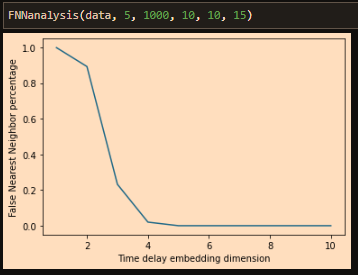 FNNanalysis(data, 5, 1000, 10, 10, 15)
1.0
0.8
0.6
0.4
0.2
0.0
False Nearest Neighbor percentage
2 4 6 8 10
Time delay embedding dimension